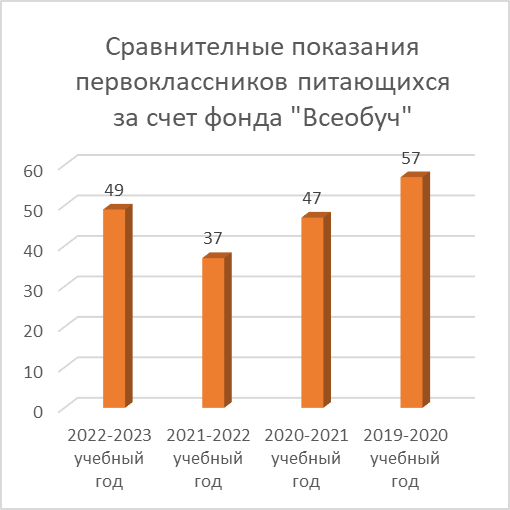 Сравнителные показания
первоклассников питающихся
за счет фонда "Всеобуч"
60
50
40
30
20
10
0
49
37
47
57
2022-2023
учебный
год
2021-2022
учебный
год
2020-2021
учебный
год
2019-2020
учебный
год